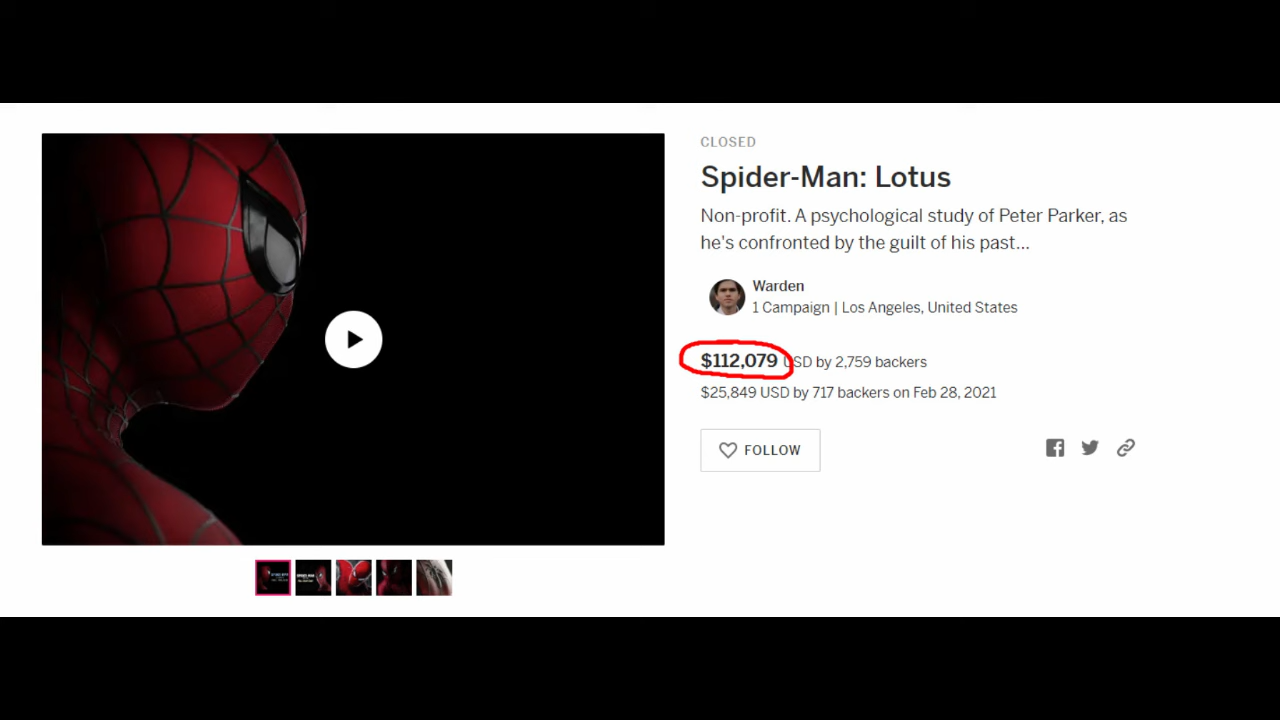 CLOSED
Spider-Man: Lotus
Non-profit. A psychological study of Peter Parker, as
he's confronted by the guilt of his past...
Warden
1 Campaign | Los Angeles, United States
$112,079 USD by 2,759 backers
$25,849 USD by 717 backers on Feb 28, 2021
FOLLOW